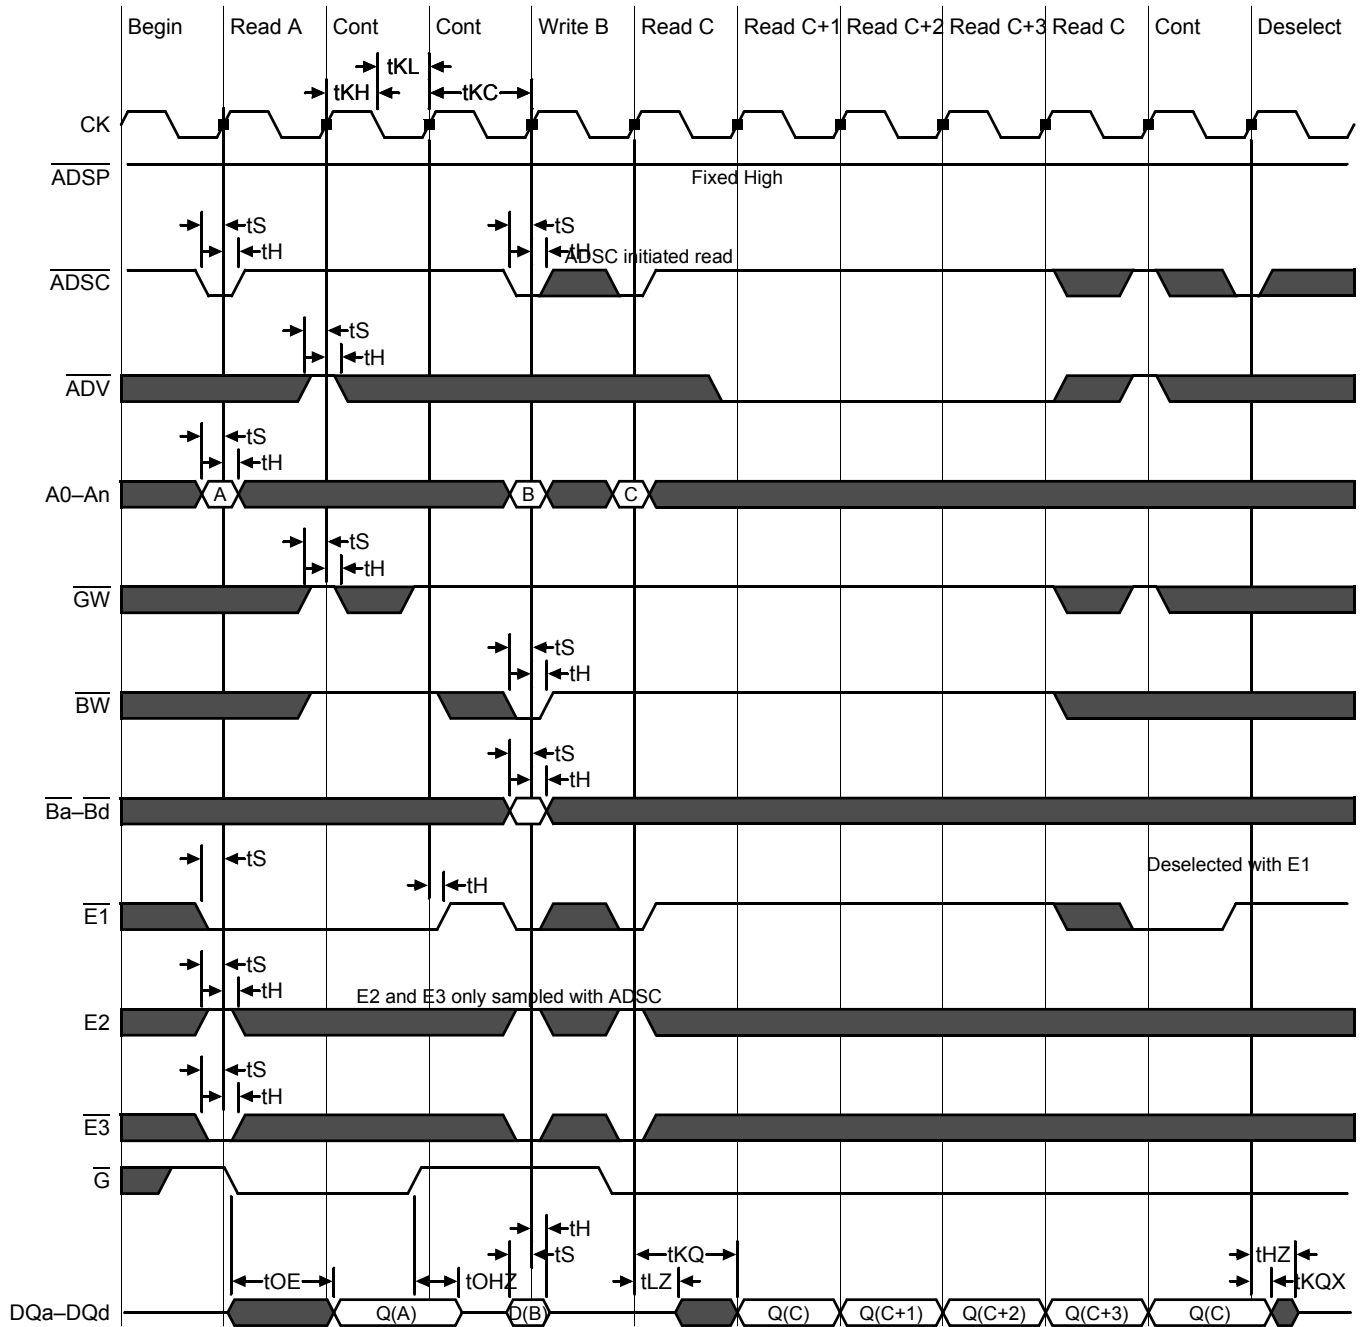 Begin Read A Cont Cont Write B Read C Read C+1 Read C+2 Read C+3 Read C Cont Deselect
tKL
tKH tKC
CK
ADSP
Fixed High
tS tS
tH tH
ADSC initiated read
ADSC
tS
tH
ADV
tS
tH
A0–An A B C
tS
tH
GW
tS
tH
BW
tS
tH
Ba–Bd
tS
Deselected with E1
tH
E1
tS
tH
E2 and E3 only sampled with ADSC
E2
tS
tH
E3
G
tH
tS tKQ tHZ
tOE tOHZ tLZ tKQX
DQa–DQd Q(A) D(B) Q(C) Q(C+1) Q(C+2) Q(C+3) Q(C)